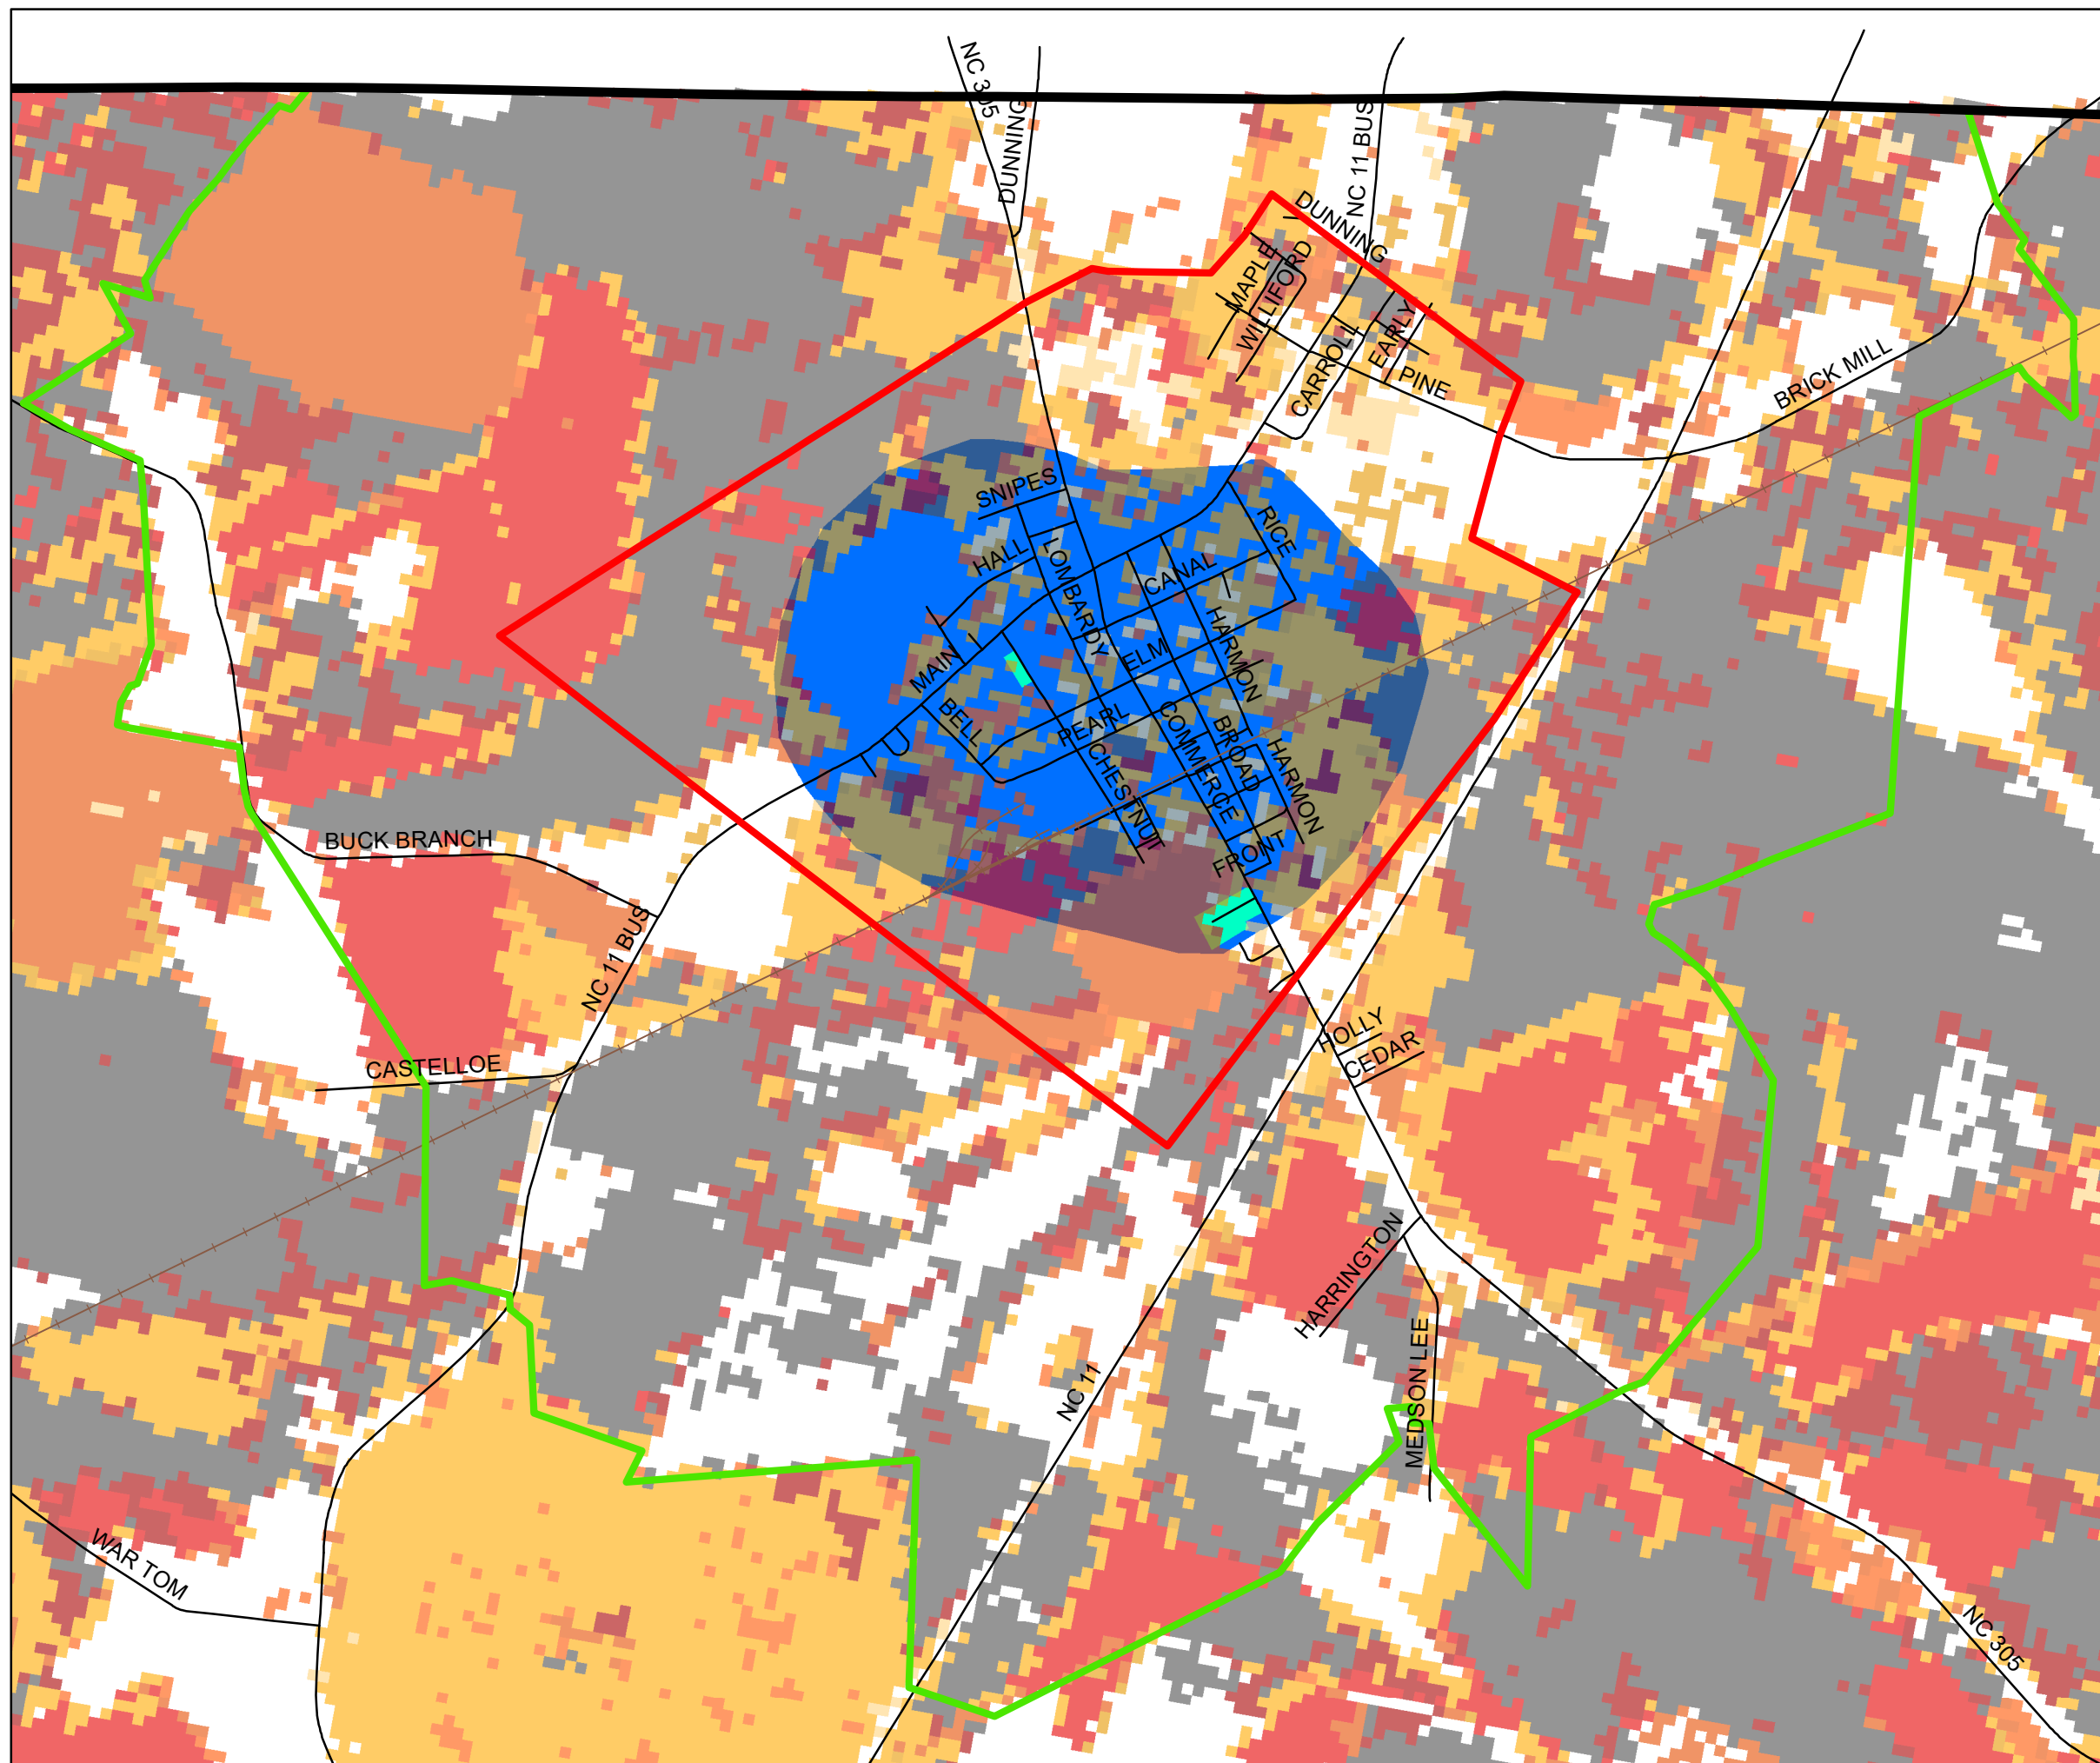 NC 305
DUNNING
NC 11 BUS
DUNNING
MAPLE
WILLIFORD
CARROLL
EARLY
PINE
BRICK MILL
SNIPES
HALL
LOMBARDY
RICE
CANAL
HARMON
ELM
MAIN
BELL
PEARL
COMMERCE
BROAD
HARMON
CHESTNUT
FRONT
BUCK BRANCH
NC 11 BUS
CASTELLOE
HOLLY
CEDAR
HARRINGTON
MEDSON LEE
NC 11
WAR TOM
NC 305